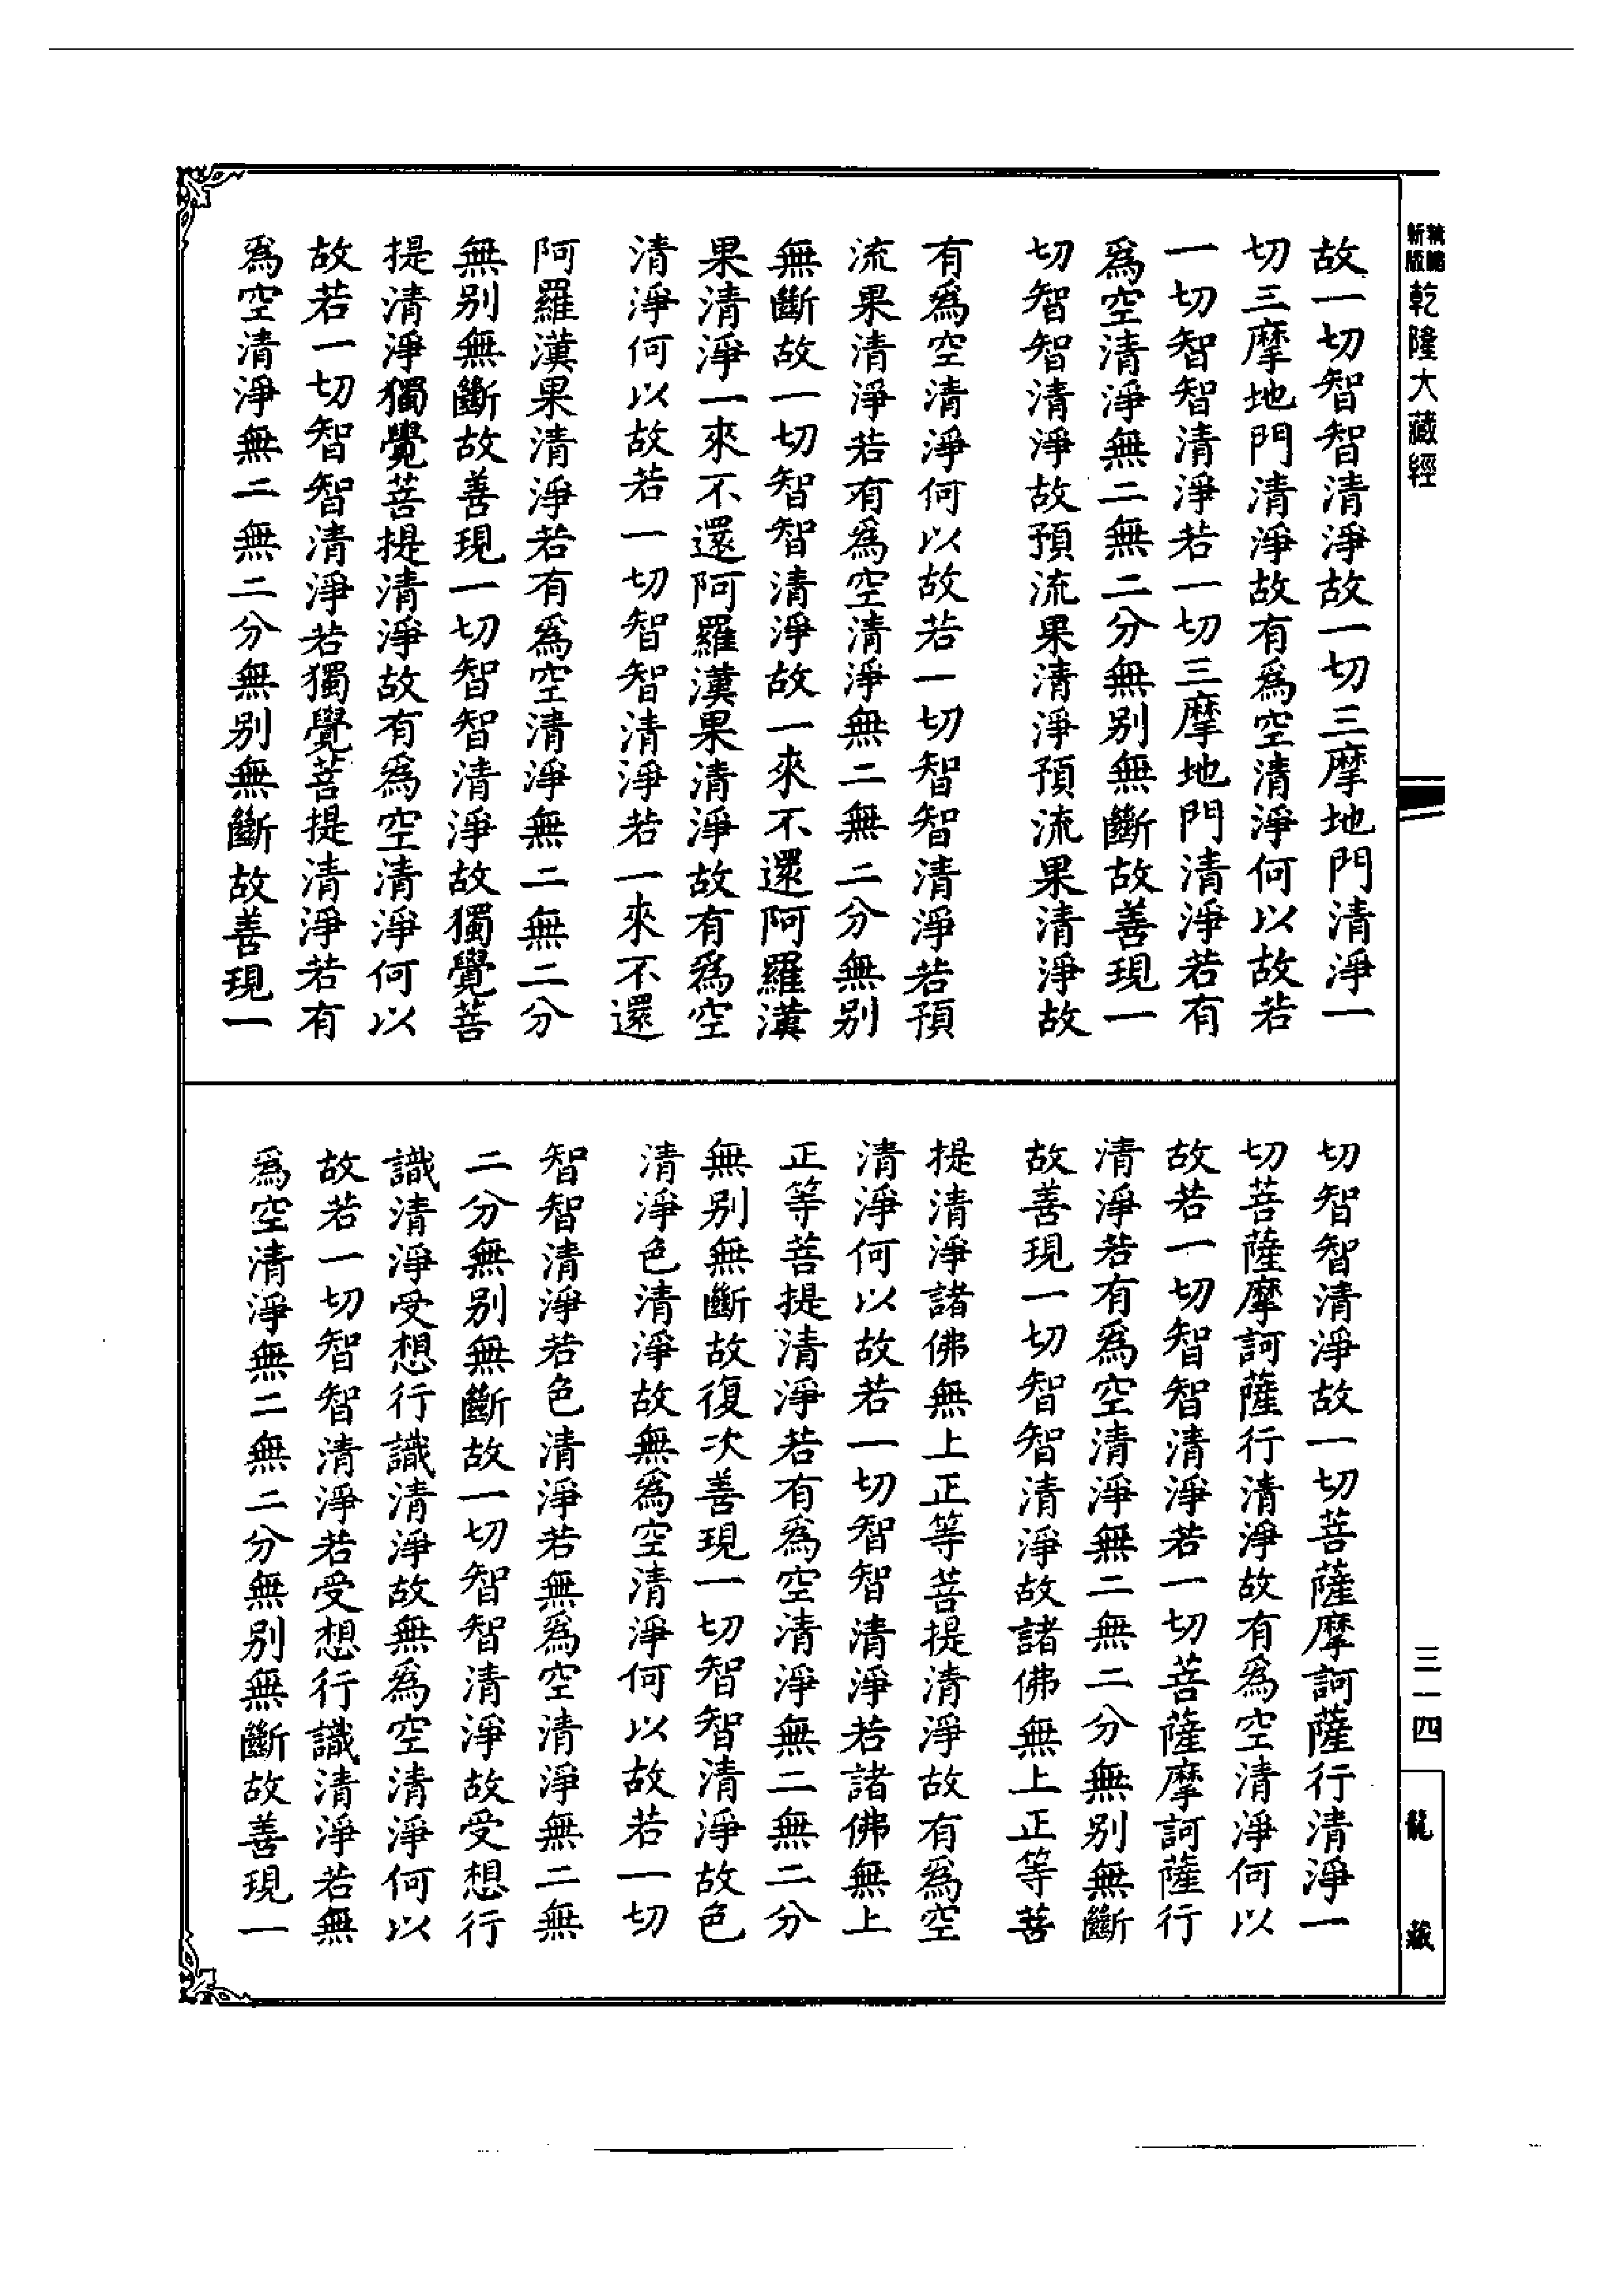 新版
乾隆大藏經
三一四
龍藏
故一切智智清淨故一切三摩地門清淨一
切三摩地門清淨故有爲空清淨何以故若
一切智智清淨若一切三摩地門清淨若有
爲空清淨無二無二分無別無斷故善現一
切智智清淨故預流果清淨預流果清淨故
有爲空清淨何以故若一切智智清淨若預
流果清淨若有爲空清淨無二無二分無別
無斷故一切智智清淨故一來不還阿羅漢
果清淨一來不還阿羅漢果清淨故有爲空
清淨何以故若一切智智清淨若一來不還
阿羅漢果清淨若有爲空清淨無二無二分
無別無斷故善現一切智智清淨故獨覺菩
提清淨獨覺菩提清淨故有爲空清淨何以
故若一切智智清淨若獨覺菩提清淨若有
爲空清淨無二無二分無別無斷故善現一
切智智清淨故一切菩薩摩訶薩行清淨一
切菩薩摩訶薩行清淨故有爲空清淨何以
故若一切智智清淨若一切菩薩摩訶薩行
清淨若有爲空清淨無二無二分無別無斷
故善現一切智智清淨故諸佛無上正等菩
提清淨諸佛無上正等菩提清淨故有爲空
清淨何以故若一切智智清淨若諸佛無上
正等菩提清淨若有爲空清淨無二無二分
無別無斷故復次善現一切智智清淨故色
清淨色清淨故無爲空清淨何以故若一切
智智清淨若色清淨若無爲空清淨無二無
二分無別無斷故一切智智清淨故受想行
識清淨受想行識清淨故無爲空清淨何以
故若一切智智清淨若受想行識清淨若無
爲空清淨無二無二分無別無斷故善現一